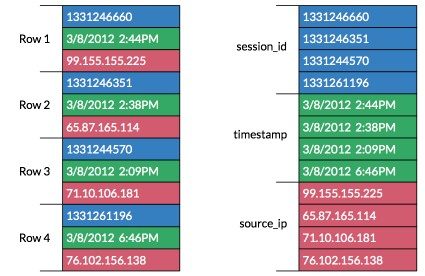 Row 1
1331246660
3/8/2012 2:44PM
99.155.155.225
Row 2
1331246351
3/8/2012 2:38PM
65.87.165.114
Row 3
1331244570
3/8/2012 2:09PM
71.10.106.181
Row 4
1331261196
3/8/2012 6:46PM
76.102.156.138
session_id
1331246660
1331246351
1331244570
1331261196
timestamp
3/8/2012 2:44PM
3/8/2012 2:38PM
3/8/2012 2:09PM
3/8/2012 6:46PM
source_ip
99.155.155.225
65.87.165.114
71.10.106.181
76.102.156.138